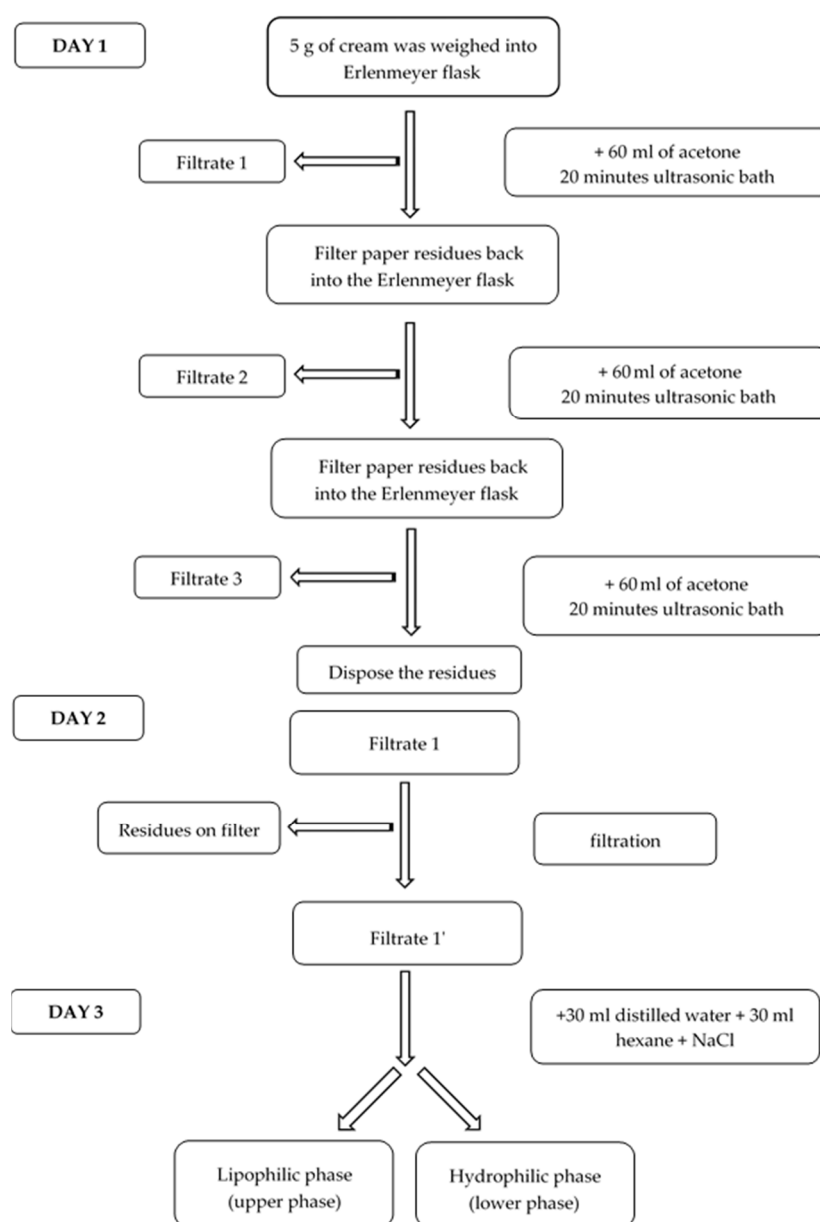 DAY 1
5 g of cream was weighed into
Erlenmeyer flask
Filtrate 1
+ 60 ml of acetone
20 minutes ultrasonic bath
Filter paper residues back
into the Erlenmeyer flask
Filtrate 2
+ 60 ml of acetone
20 minutes ultrasonic bath
Filter paper residues back
into the Erlenmeyer flask
Filtrate 3
+ 60 ml of acetone
20 minutes ultrasonic bath
Dispose the residues
DAY 2
Filtrate 1
Residues on filter
filtration
Filtrate 1'
DAY 3
+30 ml distilled water + 30 ml
hexane + NaCl
Lipophilic phase
(upper phase)
Hydrophilic phase
(lower phase)